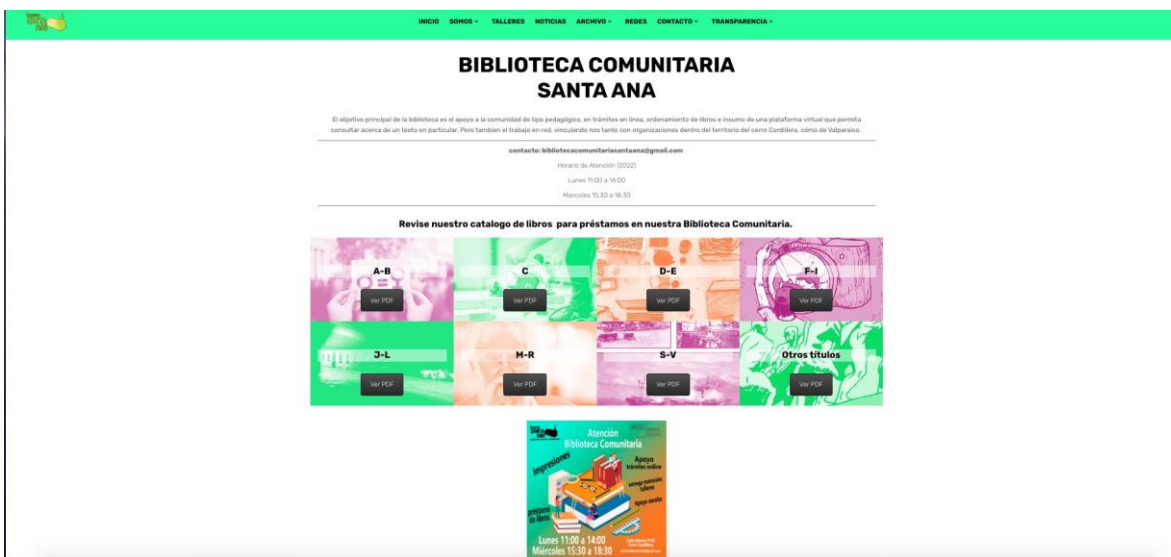 INICIO SOMOS TALLERES NOTICIAS ARCHIVO REDES CONTACTO TRANSPARENCIA
BIBLIOTECA COMUNITARIA
SANTA ANA
El objetivo principal de la biblioteca es el apoyo a la comunidad de tipo pedagógico, en trámites en línea, ordenamiento de libros e insumo de una plataforma virtual que permita
consultar acerca de un texto en particular. Pero tambien el trabajo en red, vinculando nos tanto con organizaciones dentro del territorio del cerro Cordillera, cómo de Valparaíso.
contacto: bibliotecacomunitariasantaana@gmail.com
Horario de Atención (2022)
Lunes 11:00 a 14:00
Miercoles 15:30 a 18:30
Revise nuestro catalogo de libros para préstamos en nuestra Biblioteca Comunitaria.
A-B C D-E F-I
Ver PDF Ver PDF Ver PDF Ver PDF
J-L M-R S-V Otros títulos
Ver PDF Ver PDF Ver PDF Ver PDF
Atención
Biblioteca Comunitaria
impresiones
Apoyo
trámites online
entrega materiales
talleres
Apoyo escolar
préstamo
de libros
Lunes 11:00 a 14:00
Miércoles 15:30 a 18:30